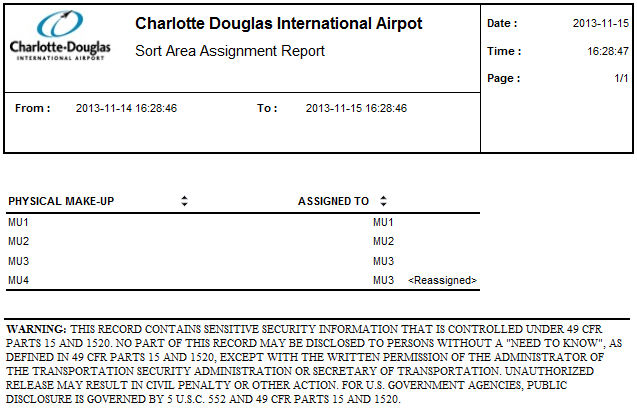 Charlotte-Douglas
INTERNATIONAL AIRPORT
Charlotte Douglas International Airpot
Sort Area Assignment Report
Date : 2013-11-15
Time : 16:28:47
Page : 1/1
From : 2013-11-14 16:28:46 To : 2013-11-15 16:28:46
PHYSICAL MAKE-UP ASSIGNED TO
MU1 MU1
MU2 MU2
MU3 MU3
MU4 MU3 <Reassigned>
WARNING: THIS RECORD CONTAINS SENSITIVE SECURITY INFORMATION THAT IS CONTROLLED UNDER 49 CFR
PARTS 15 AND 1520. NO PART OF THIS RECORD MAY BE DISCLOSED TO PERSONS WITHOUT A "NEED TO KNOW", AS
DEFINED IN 49 CFR PARTS 15 AND 1520, EXCEPT WITH THE WRITTEN PERMISSION OF THE ADMINISTRATOR OF
THE TRANSPORTATION SECURITY ADMINISTRATION OR SECRETARY OF TRANSPORTATION. UNAUTHORIZED
RELEASE MAY RESULT IN CIVIL PENALTY OR OTHER ACTION. FOR U.S. GOVERNMENT AGENCIES, PUBLIC
DISCLOSURE IS GOVERNED BY 5 U.S.C. 552 AND 49 CFR PARTS 15 AND 1520.